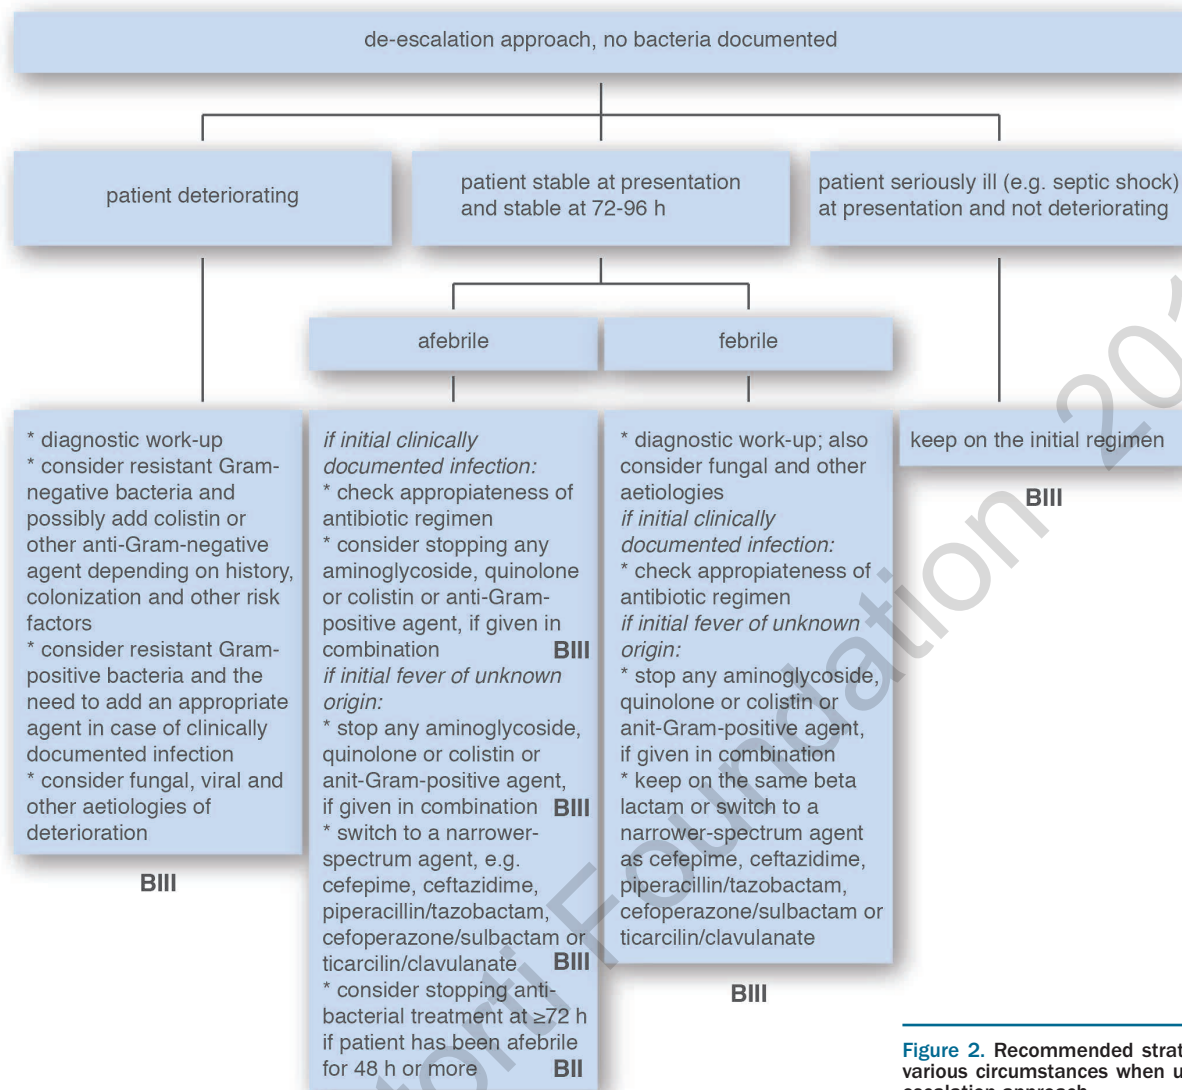 de-escalation approach, no bacteria documented
patient deteriorating
patient stable at presentation
and stable at 72-96 h
patient seriously ill (e.g. septic shock)
at presentation and not deteriorating
afebrile
febrile
* diagnostic work-up
* consider resistant Gram-
negative bacteria and
possibly add colistin or
other anti-Gram-negative
agent depending on history,
colonization and other risk
factors
* consider resistant Gram-
positive bacteria and the
need to add an appropriate
agent in case of clinically
documented infection
* consider fungal, viral and
other aetiologies of
deterioration
BIII
if initial clinically
documented infection:
* check appropiateness of
antibiotic regimen
* consider stopping any
aminoglycoside, quinolone
or colistin or anti-Gram-
positive agent, if given in
combination BIII
if initial fever of unknown
origin:
* stop any aminoglycoside,
quinolone or colistin or
anit-Gram-positive agent,
if given in combination BIII
* switch to a narrower-
spectrum agent, e.g.
cefepime, ceftazidime,
piperacillin/tazobactam,
cefoperazone/sulbactam or
ticarcilin/clavulanate BIII
* consider stopping anti-
bacterial treatment at ≥72 h
if patient has been afebrile
for 48 h or more BII
* diagnostic work-up; also
consider fungal and other
aetiologies
if initial clinically
documented infection:
* check appropiateness of
antibiotic regimen
if initial fever of unknown
origin:
* stop any aminoglycoside,
quinolone or colistin or
anit-Gram-positive agent,
if given in combination
* keep on the same beta
lactam or switch to a
narrower-spectrum agent
as cefepime, ceftazidime,
piperacillin/tazobactam,
cefoperazone/sulbactam or
ticarcilin/clavulanate
BIII
keep on the initial regimen
BIII
Figure 2. Recommended strat
various circumstances when u
Foundation